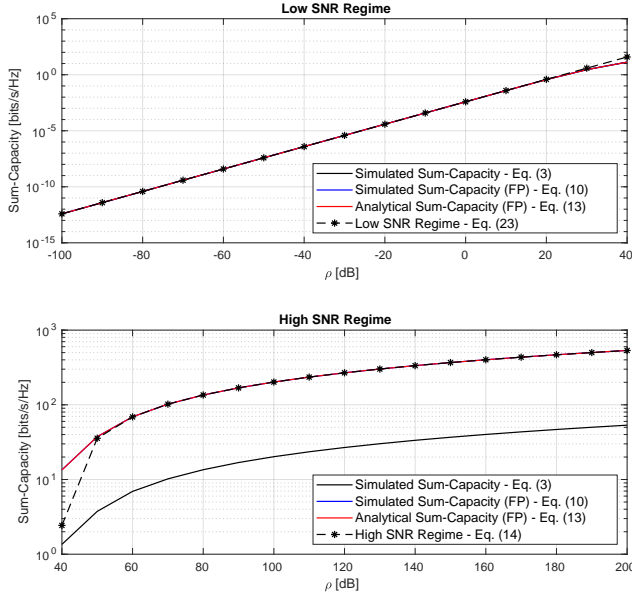 Low SNR Regime
Sum-Capacity [bits/s/Hz]
10^5
10^0
10^-5
10^-10
10^-15
Simulated Sum-Capacity - Eq. (3)
Simulated Sum-Capacity (FP) - Eq. (10)
Analytical Sum-Capacity (FP) - Eq. (13)
Low SNR Regime - Eq. (23)
-100 -80 -60 -40 -20 0 20 40
ρ [dB]
High SNR Regime
Sum-Capacity [bits/s/Hz]
10^3
10^2
10^1
10^0
Simulated Sum-Capacity - Eq. (3)
Simulated Sum-Capacity (FP) - Eq. (10)
Analytical Sum-Capacity (FP) - Eq. (13)
High SNR Regime - Eq. (14)
40 60 80 100 120 140 160 180 200
ρ [dB]